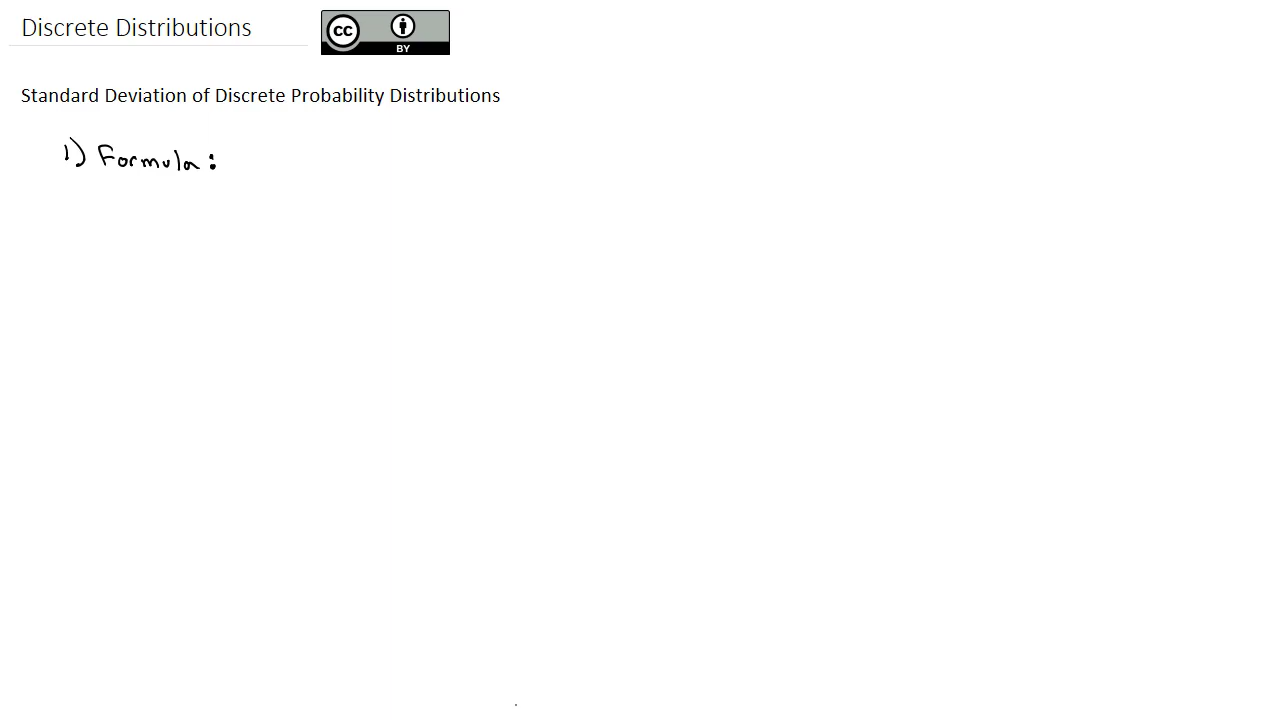 Discrete Distributions
CC
BY
Standard Deviation of Discrete Probability Distributions
1) Formula: